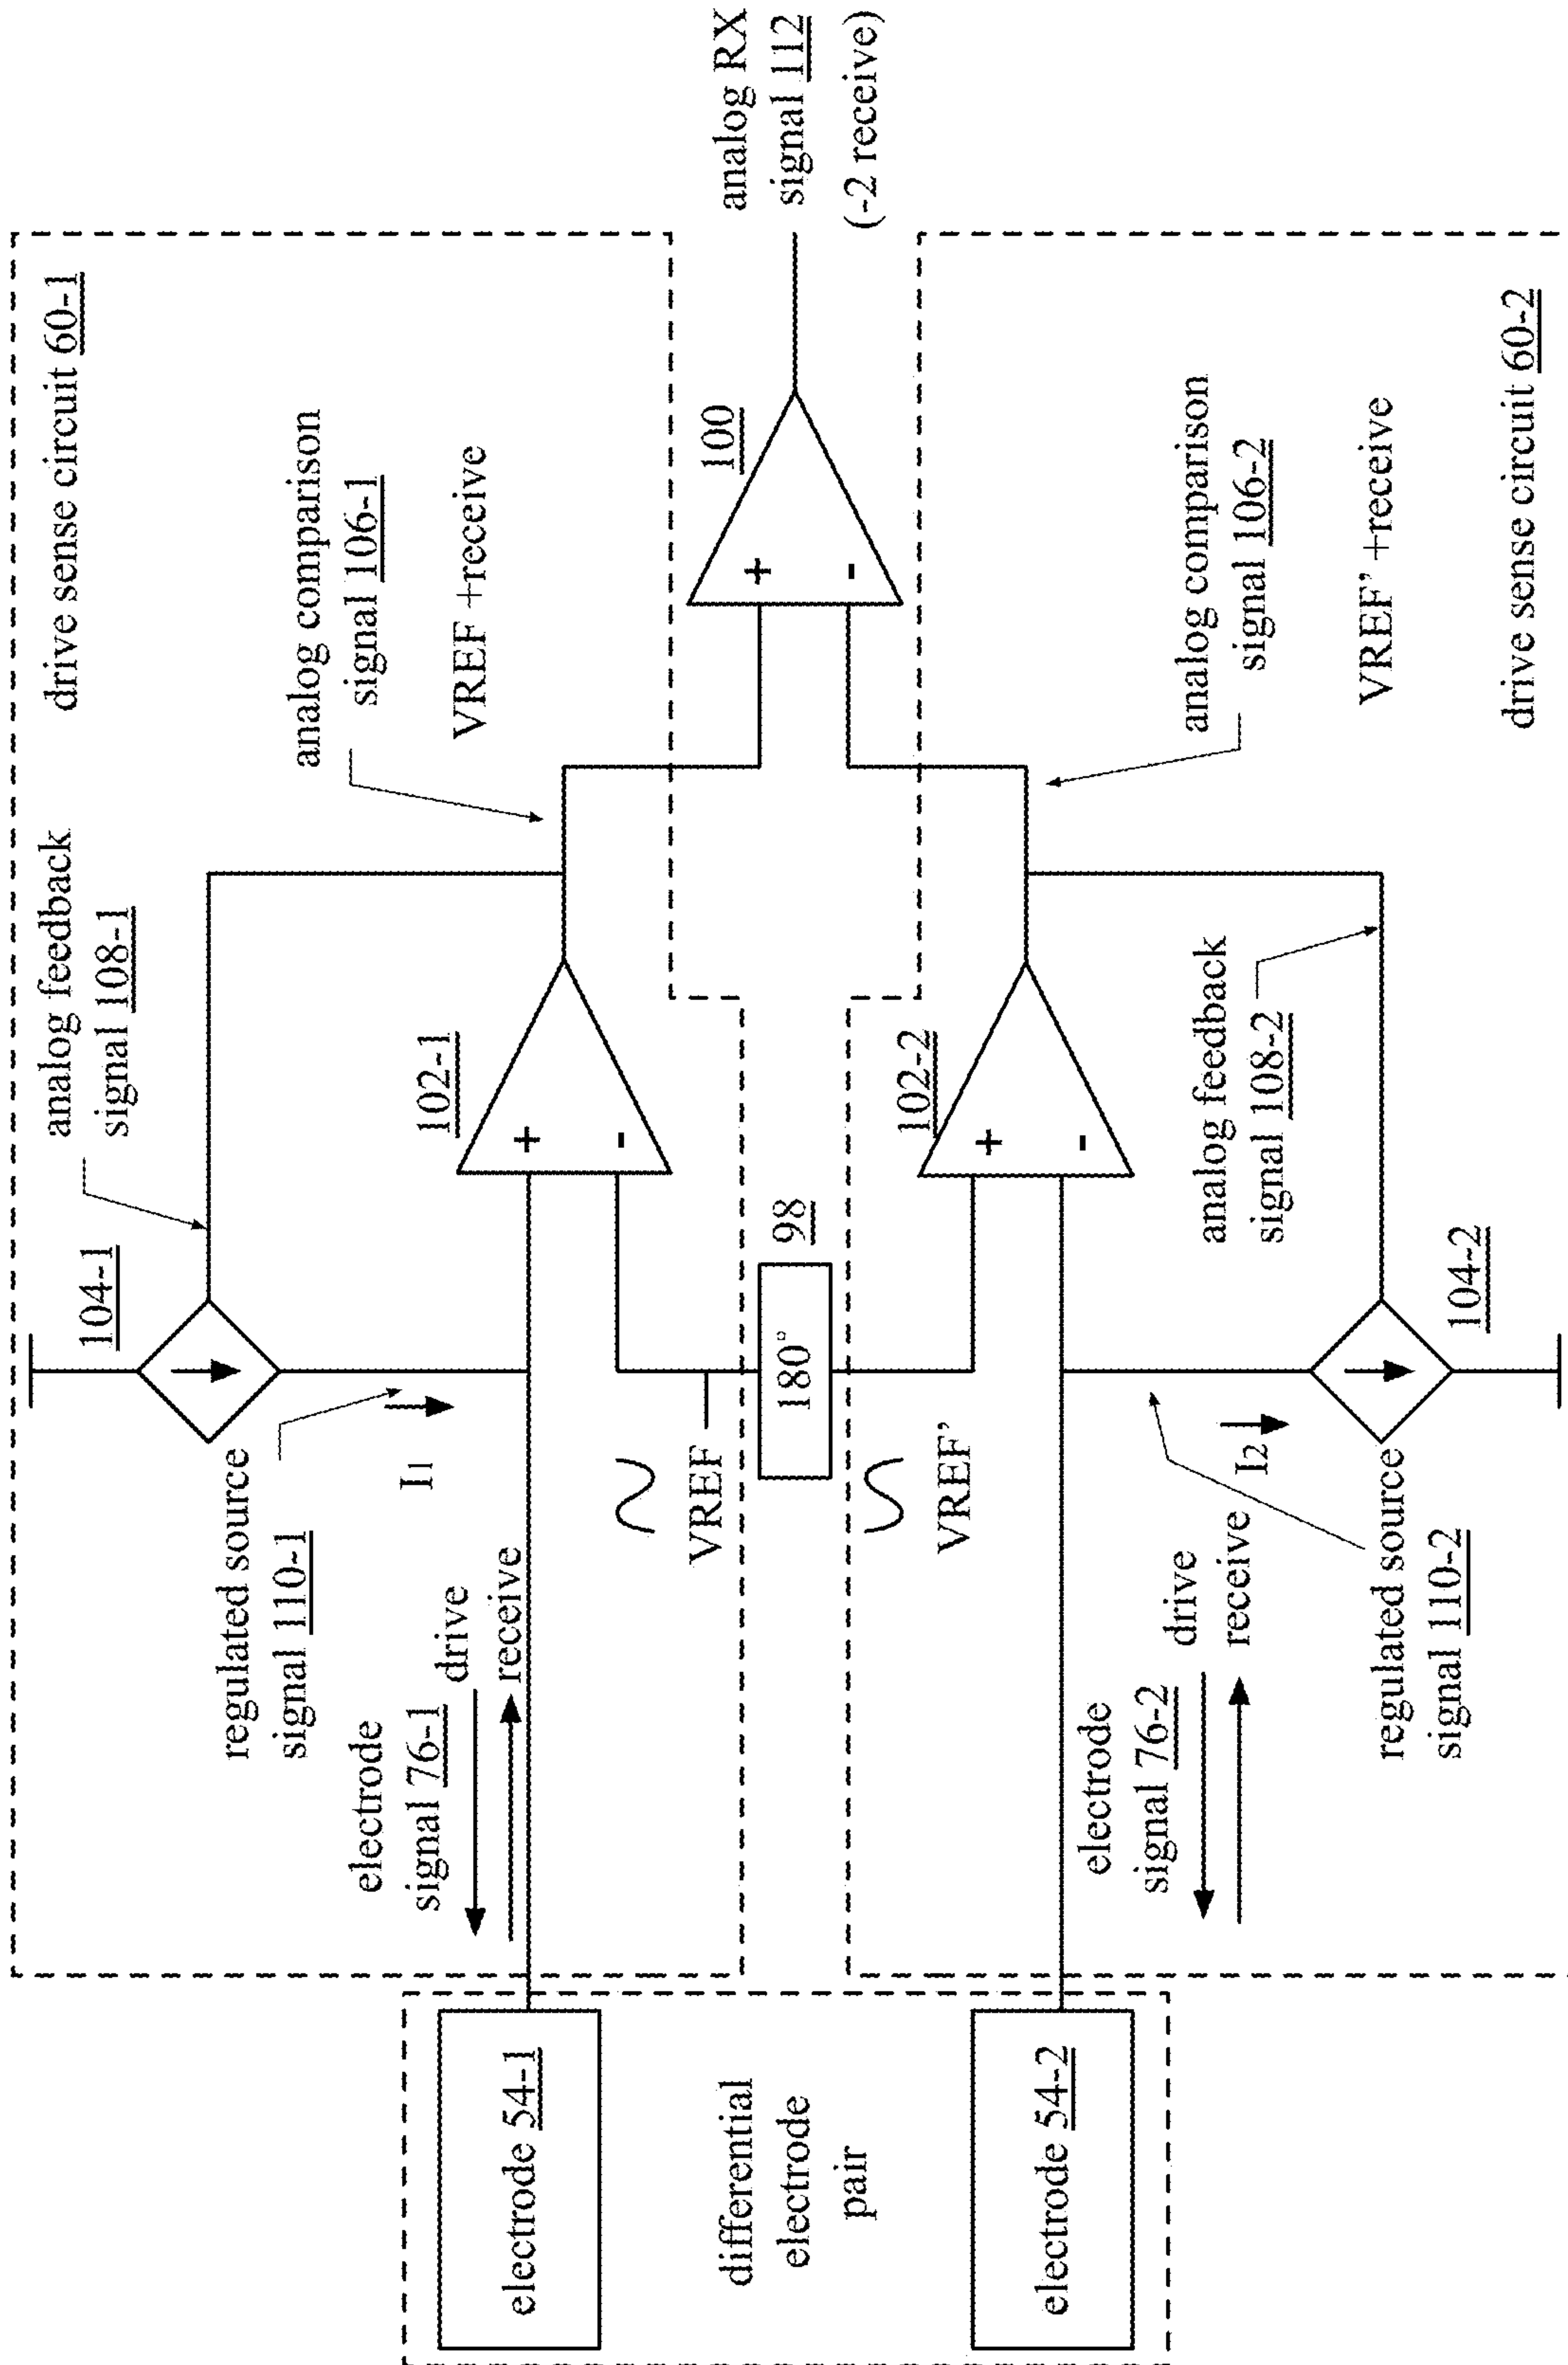 drive sense circuit 60-1
analog feedback
signal 108-1
104-1
regulated source
signal 110-1
I1
analog comparison
signal 106-1
VREF +receive
electrode
signal 76-1
drive
receive
102-1
+
-
VREF
electrode 54-1
differential
electrode
pair
electrode 54-2
180°
98
100
+
-
analog RX
signal 112
(-2 receive)
VREF'
102-2
+
-
electrode
signal 76-2
drive
receive
I2
analog comparison
signal 106-2
VREF' +receive
analog feedback
signal 108-2
regulated source
signal 110-2
104-2
drive sense circuit 60-2